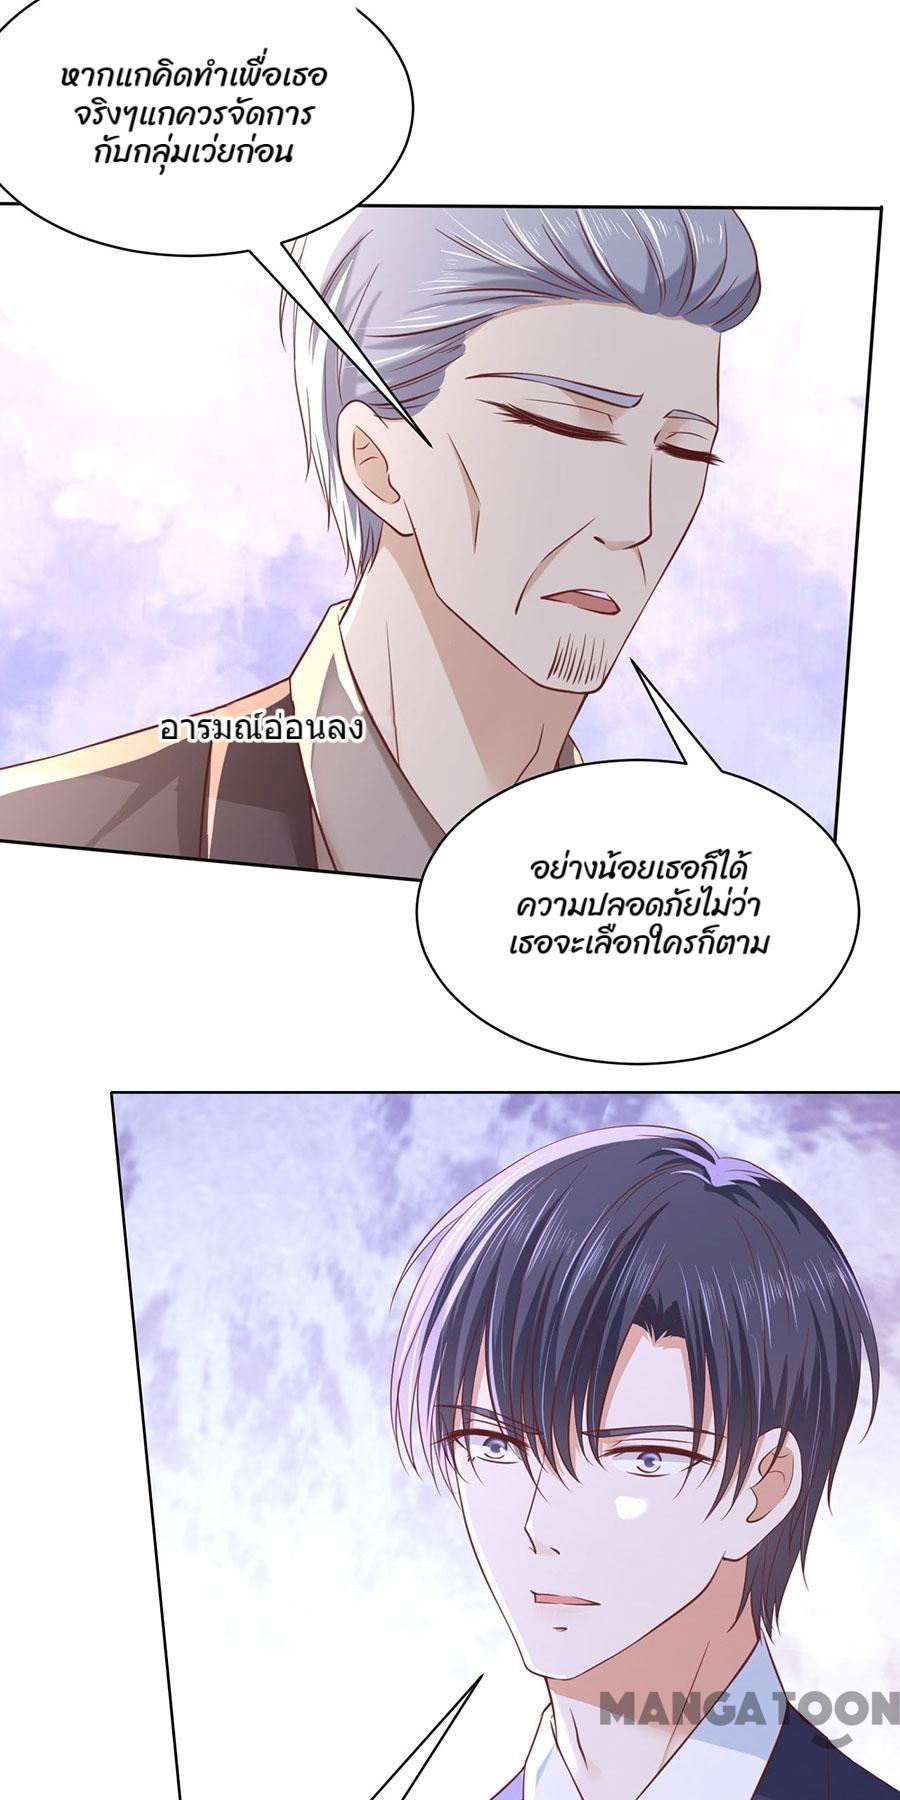 หากแกคิดทำเพื่อเธอ
จริงๆแกควรจัดการ
กับกลุ่มเว่ยก่อน
อารมณ์อ่อนลง
อย่างน้อยเธอก็ได้
ความปลอดภัยไม่ว่า
เธอจะเลือกใครก็ตาม
MANGATOON